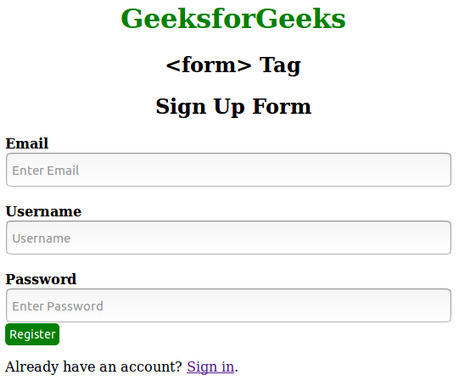 GeeksforGeeks
<form> Tag
Sign Up Form
Email
Enter Email
Username
Username
Password
Enter Password
Register
Already have an account? Sign in.